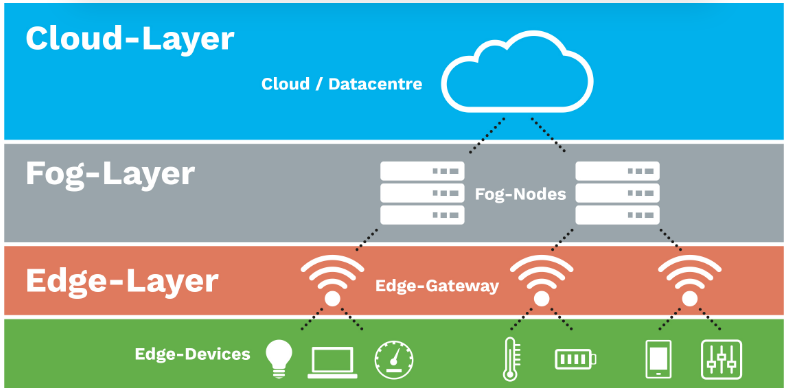 Cloud-Layer
Cloud / Datacentre
Fog-Layer
Fog-Nodes
Edge-Layer
Edge-Gateway
Edge-Devices